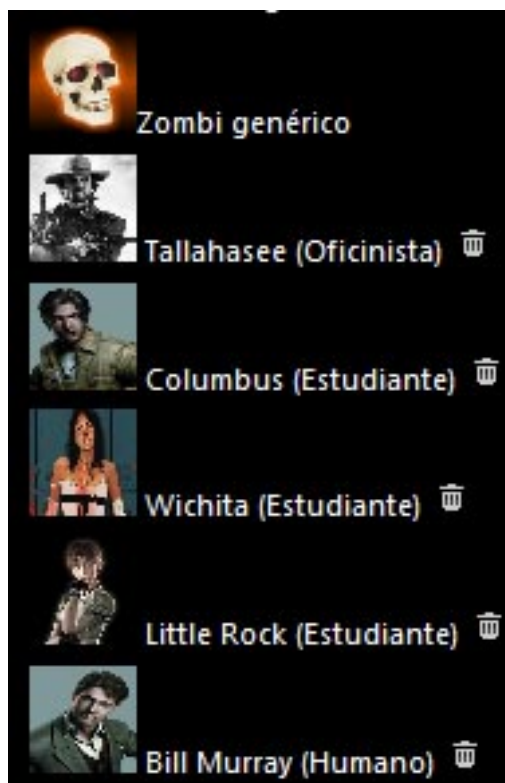 Zombi genérico
Tallahasee (Oficinista)
Columbus (Estudiante)
Wichita (Estudiante)
Little Rock (Estudiante)
Bill Murray (Humano)